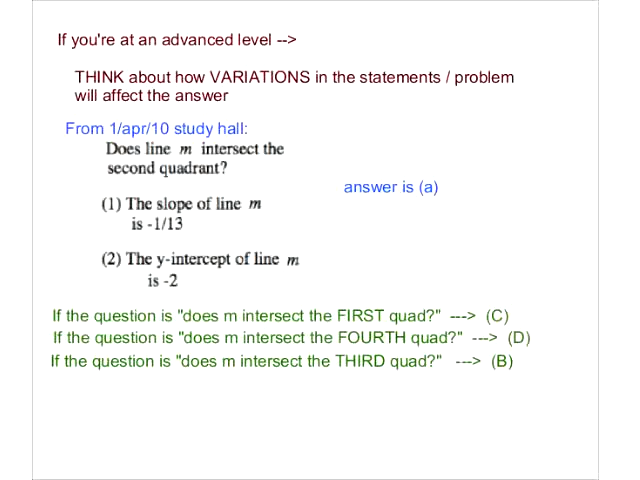 If you're at an advanced level -->
THINK about how VARIATIONS in the statements / problem
will affect the answer
From 1/apr/10 study hall:
Does line m intersect the
second quadrant?
answer is (a)
(1) The slope of line m
is -1/13
(2) The y-intercept of line m
is -2
If the question is "does m intersect the FIRST quad?" ---> (C)
If the question is "does m intersect the FOURTH quad?" ---> (D)
If the question is "does m intersect the THIRD quad?" ---> (B)